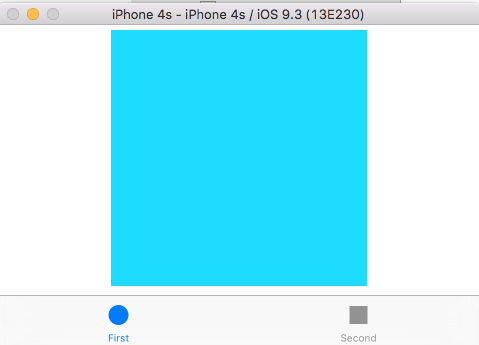 iPhone 4s - iPhone 4s / iOS 9.3 (13E230)
First
Second